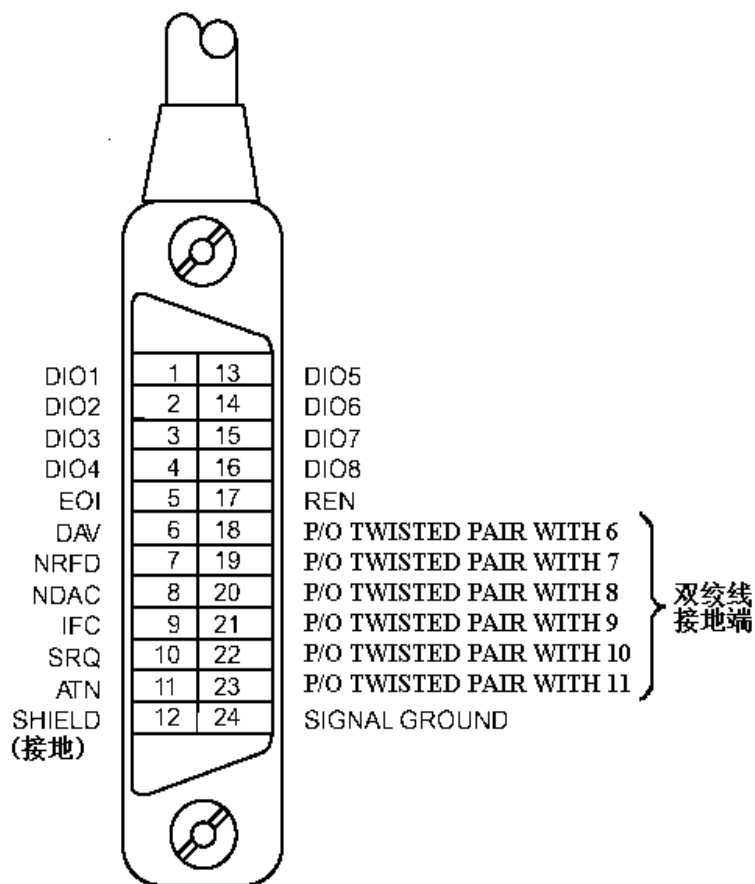 DIO1 1 13 DIO5
DIO2 2 14 DIO6
DIO3 3 15 DIO7
DIO4 4 16 DIO8
EOI 5 17 REN
DAV 6 18 P/O TWISTED PAIR WITH 6
NRFD 7 19 P/O TWISTED PAIR WITH 7
NDAC 8 20 P/O TWISTED PAIR WITH 8
IFC 9 21 P/O TWISTED PAIR WITH 9
SRQ 10 22 P/O TWISTED PAIR WITH 10
ATN 11 23 P/O TWISTED PAIR WITH 11
SHIELD 12 24 SIGNAL GROUND
(接地)
双绞线
接地端